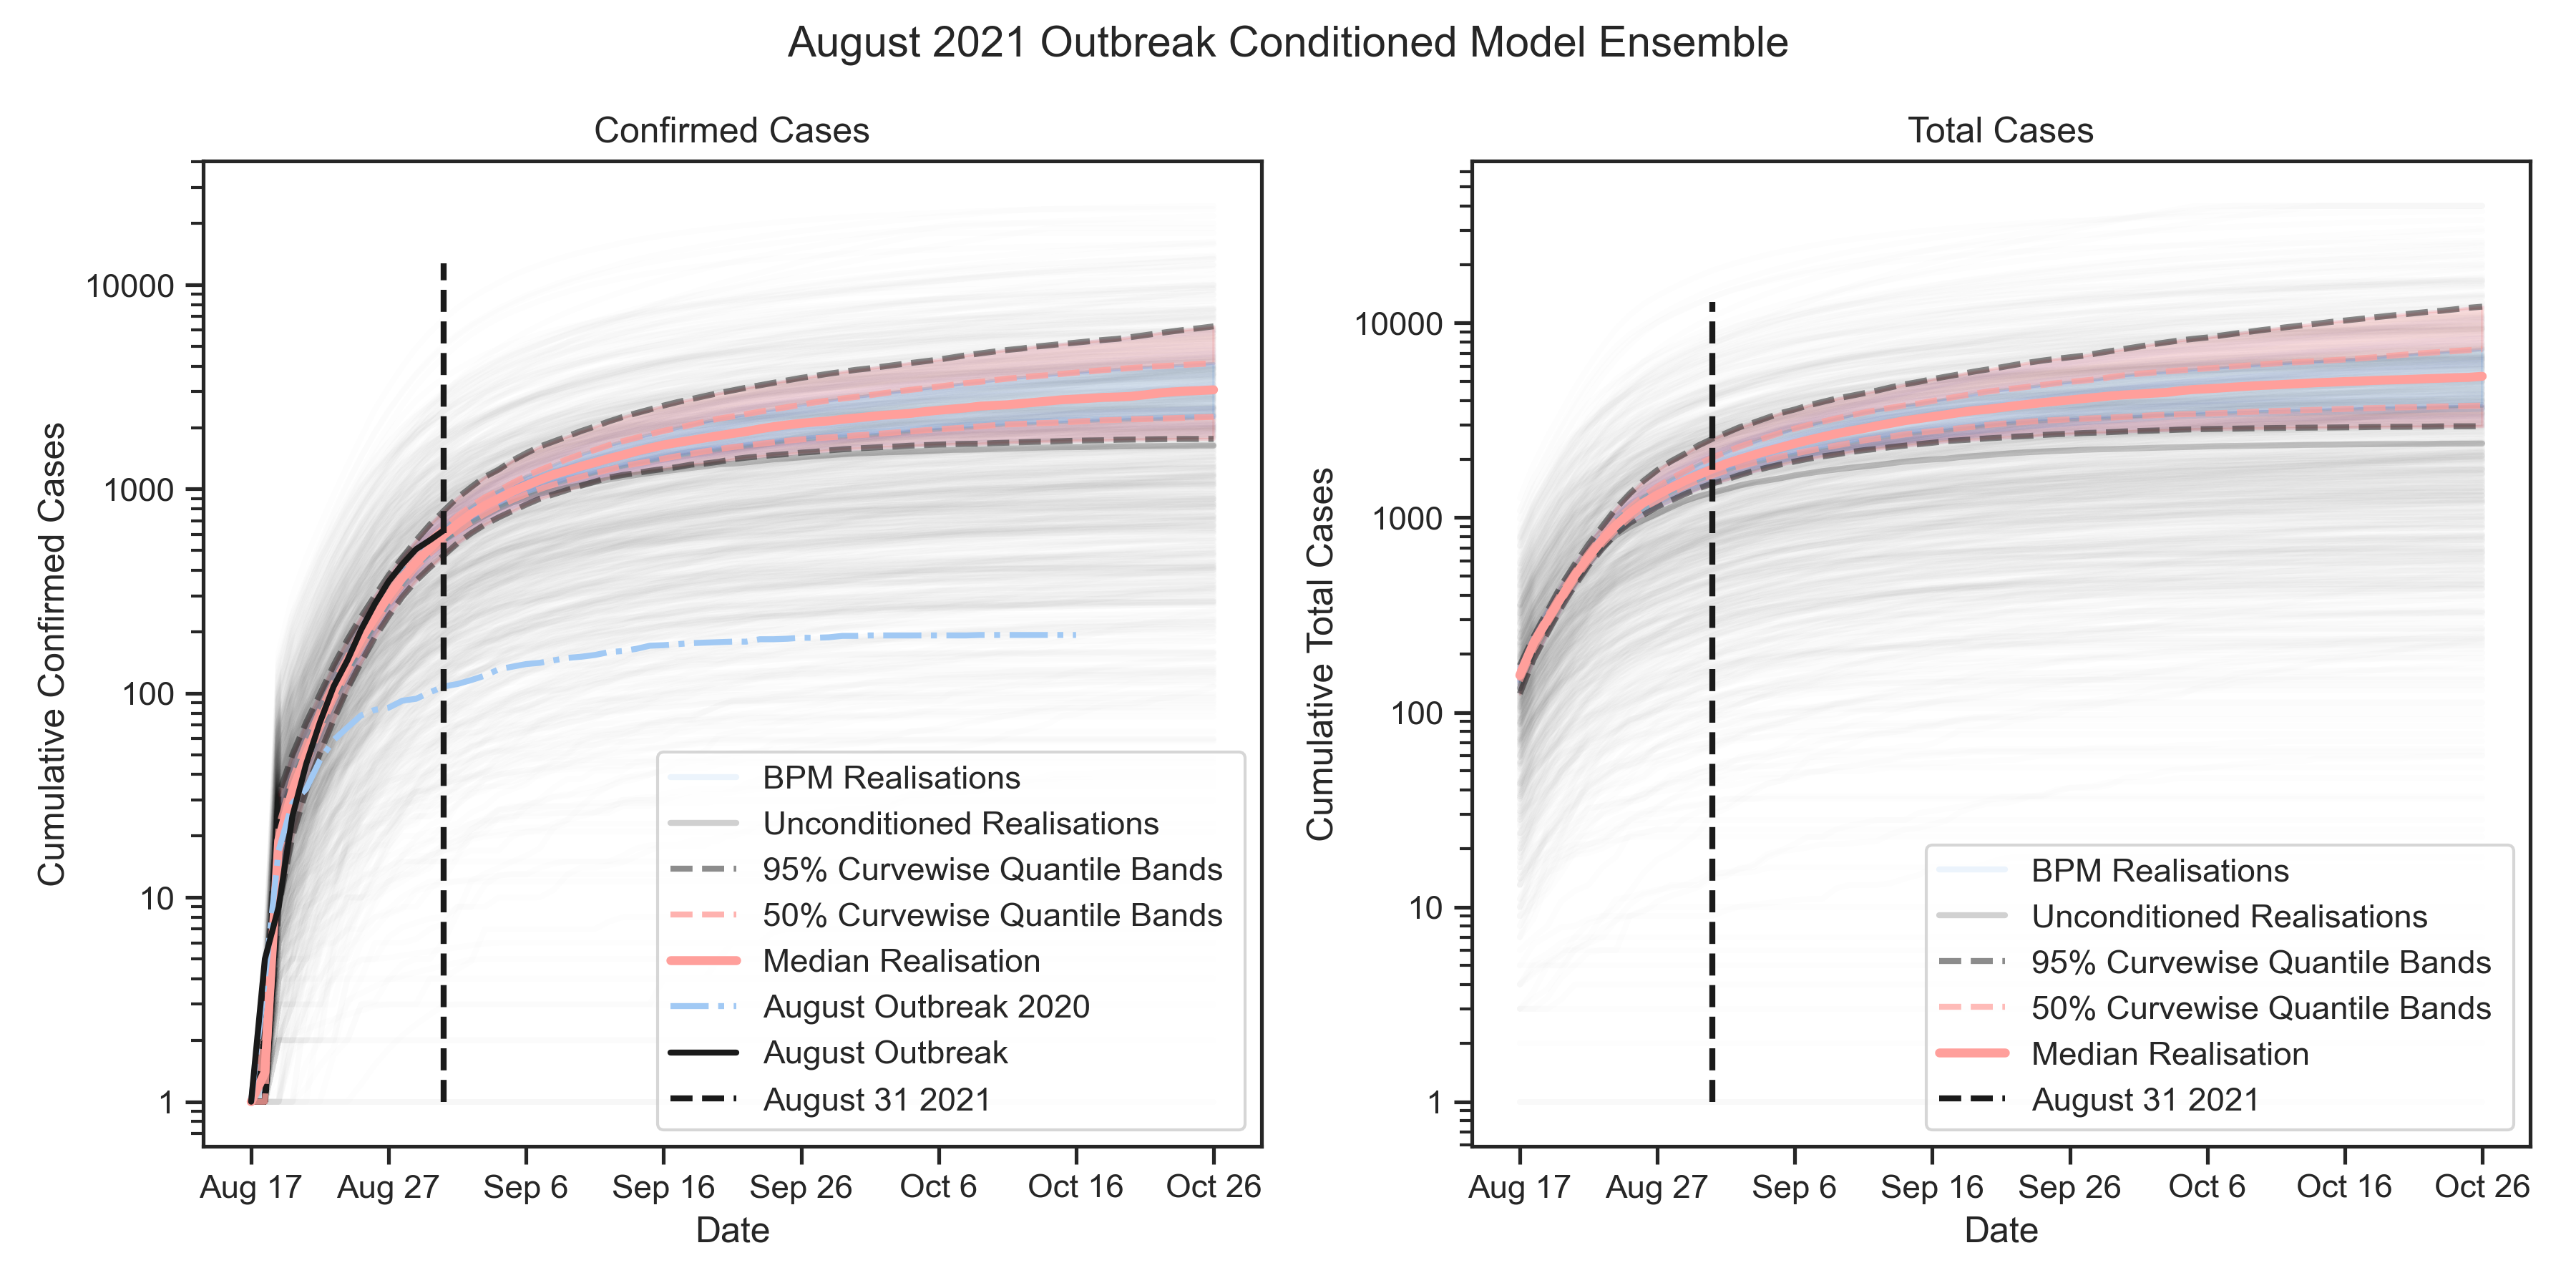 August 2021 Outbreak Conditioned Model Ensemble
Confirmed Cases
Cumulative Confirmed Cases
10000
1000
100
10
1
BPM Realisations
Unconditioned Realisations
95% Curvewise Quantile Bands
50% Curvewise Quantile Bands
Median Realisation
August Outbreak 2020
August Outbreak
August 31 2021
Aug 17 Aug 27 Sep 6 Sep 16 Sep 26 Oct 6 Oct 16 Oct 26
Date
Total Cases
Cumulative Total Cases
10000
1000
100
10
1
BPM Realisations
Unconditioned Realisations
95% Curvewise Quantile Bands
50% Curvewise Quantile Bands
Median Realisation
August 31 2021
Aug 17 Aug 27 Sep 6 Sep 16 Sep 26 Oct 6 Oct 16 Oct 26
Date